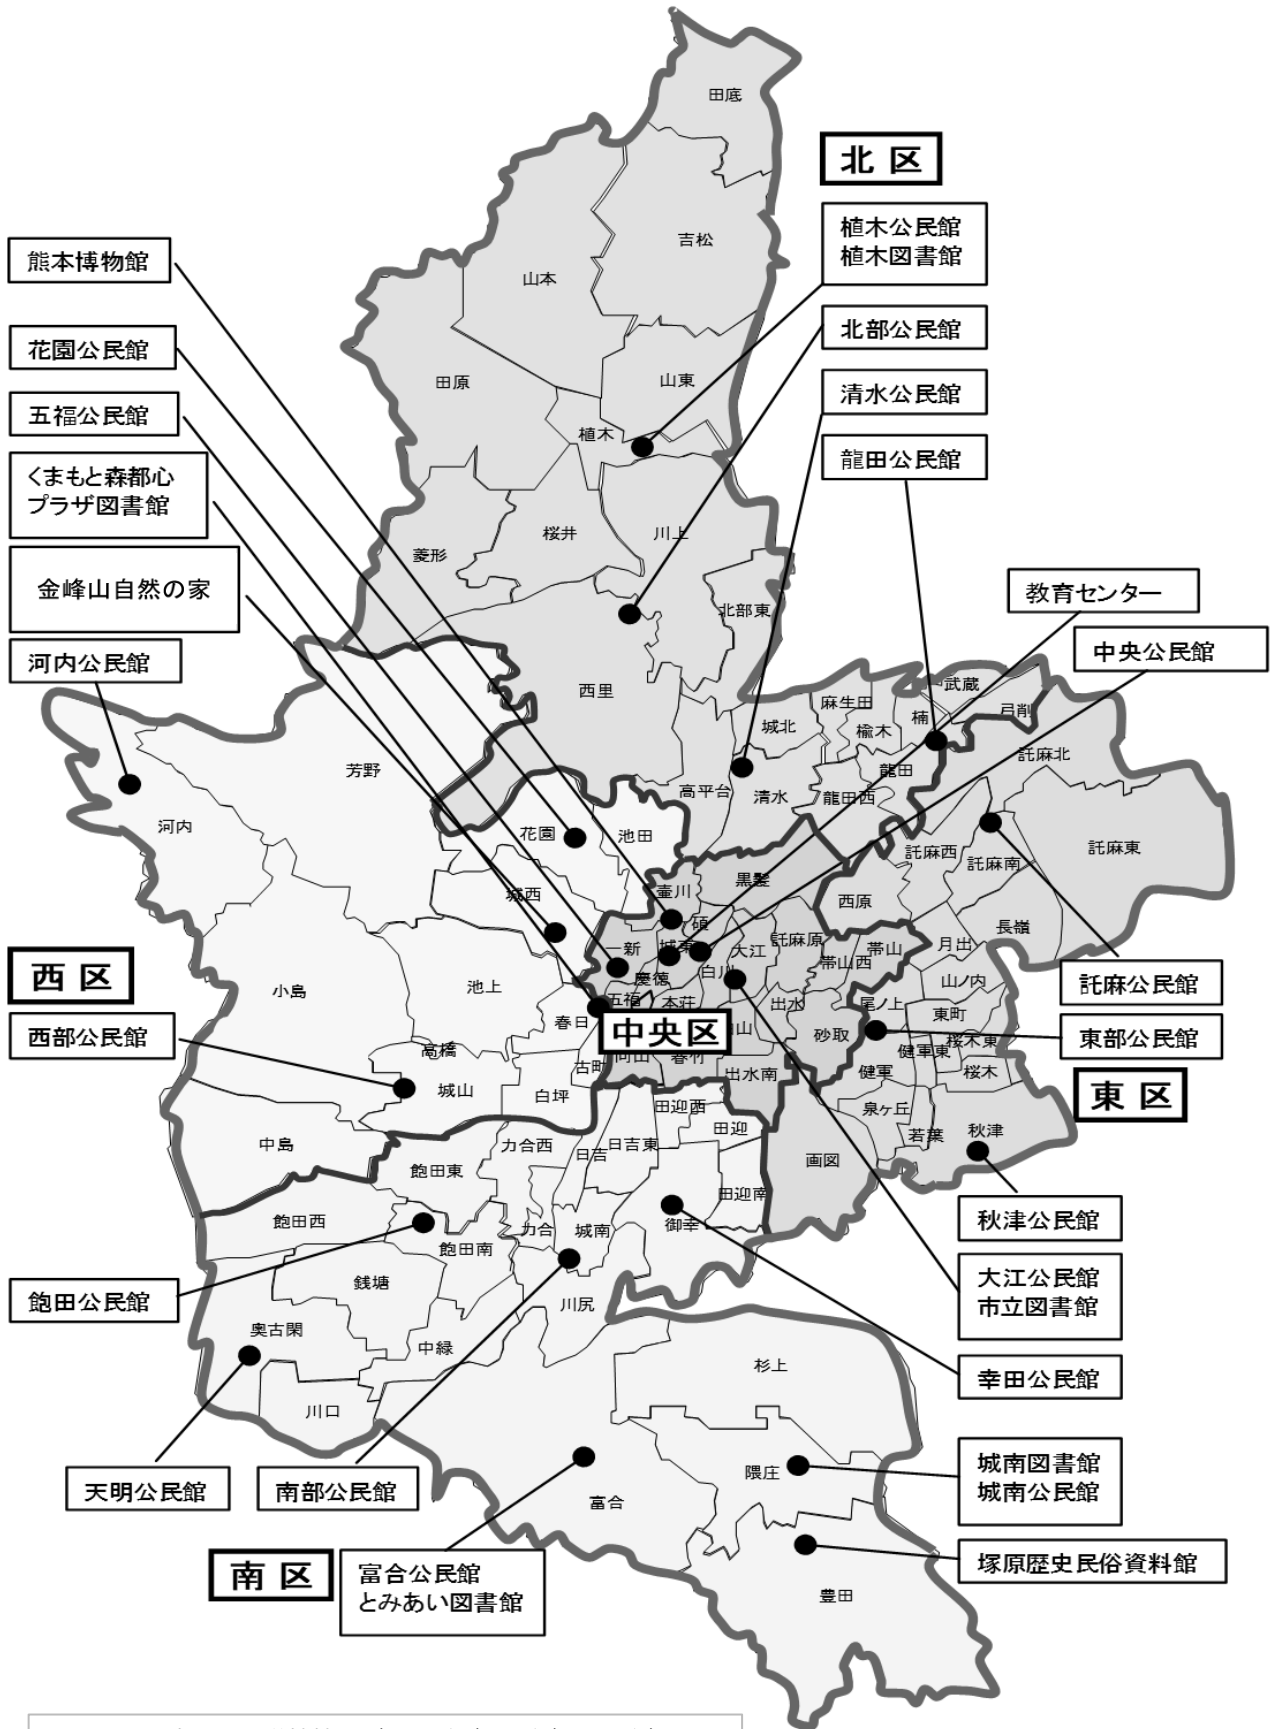 田底
北区
植木公民館
植木図書館
熊本博物館
吉松
山本
花園公民館
北部公民館
田原
山東
清水公民館
五福公民館
植木
龍田公民館
くまもと森都心
プラザ図書館
桜井
川上
菱形
金峰山自然の家
教育センター
北部東
中央公民館
河内公民館
西里
武蔵
麻生田
弓削
楠
城北
楡木
託麻北
芳野
龍田
高平台
清水
龍田西
河内
花園
池田
託麻西
託麻東
託麻南
黒髪
壷川
城西
西原
碩
長嶺
一新
城東
大江
託麻原
帯山
月出
帯山西
西区
慶徳
白川
山ノ内
託麻公民館
小島
池上
五福
本荘
出水
尾ノ上
東町
春日
中央区
西部公民館
砂取
東部公民館
高橋
山
健軍東
桜木東
古町
向山
春竹
出水南
健軍
桜木
東区
城山
白坪
田迎西
泉ヶ丘
田迎
若葉
秋津
中島
力合西
日吉
日吉東
飽田東
画図
田迎南
秋津公民館
飽田西
力合
城南
御幸
飽田南
銭塘
大江公民館
市立図書館
飽田公民館
川尻
奥古閑
中緑
杉上
幸田公民館
川口
城南図書館
城南公民館
隈庄
天明公民館
南部公民館
富合
塚原歴史民俗資料館
南区
富合公民館
とみあい図書館
豊田